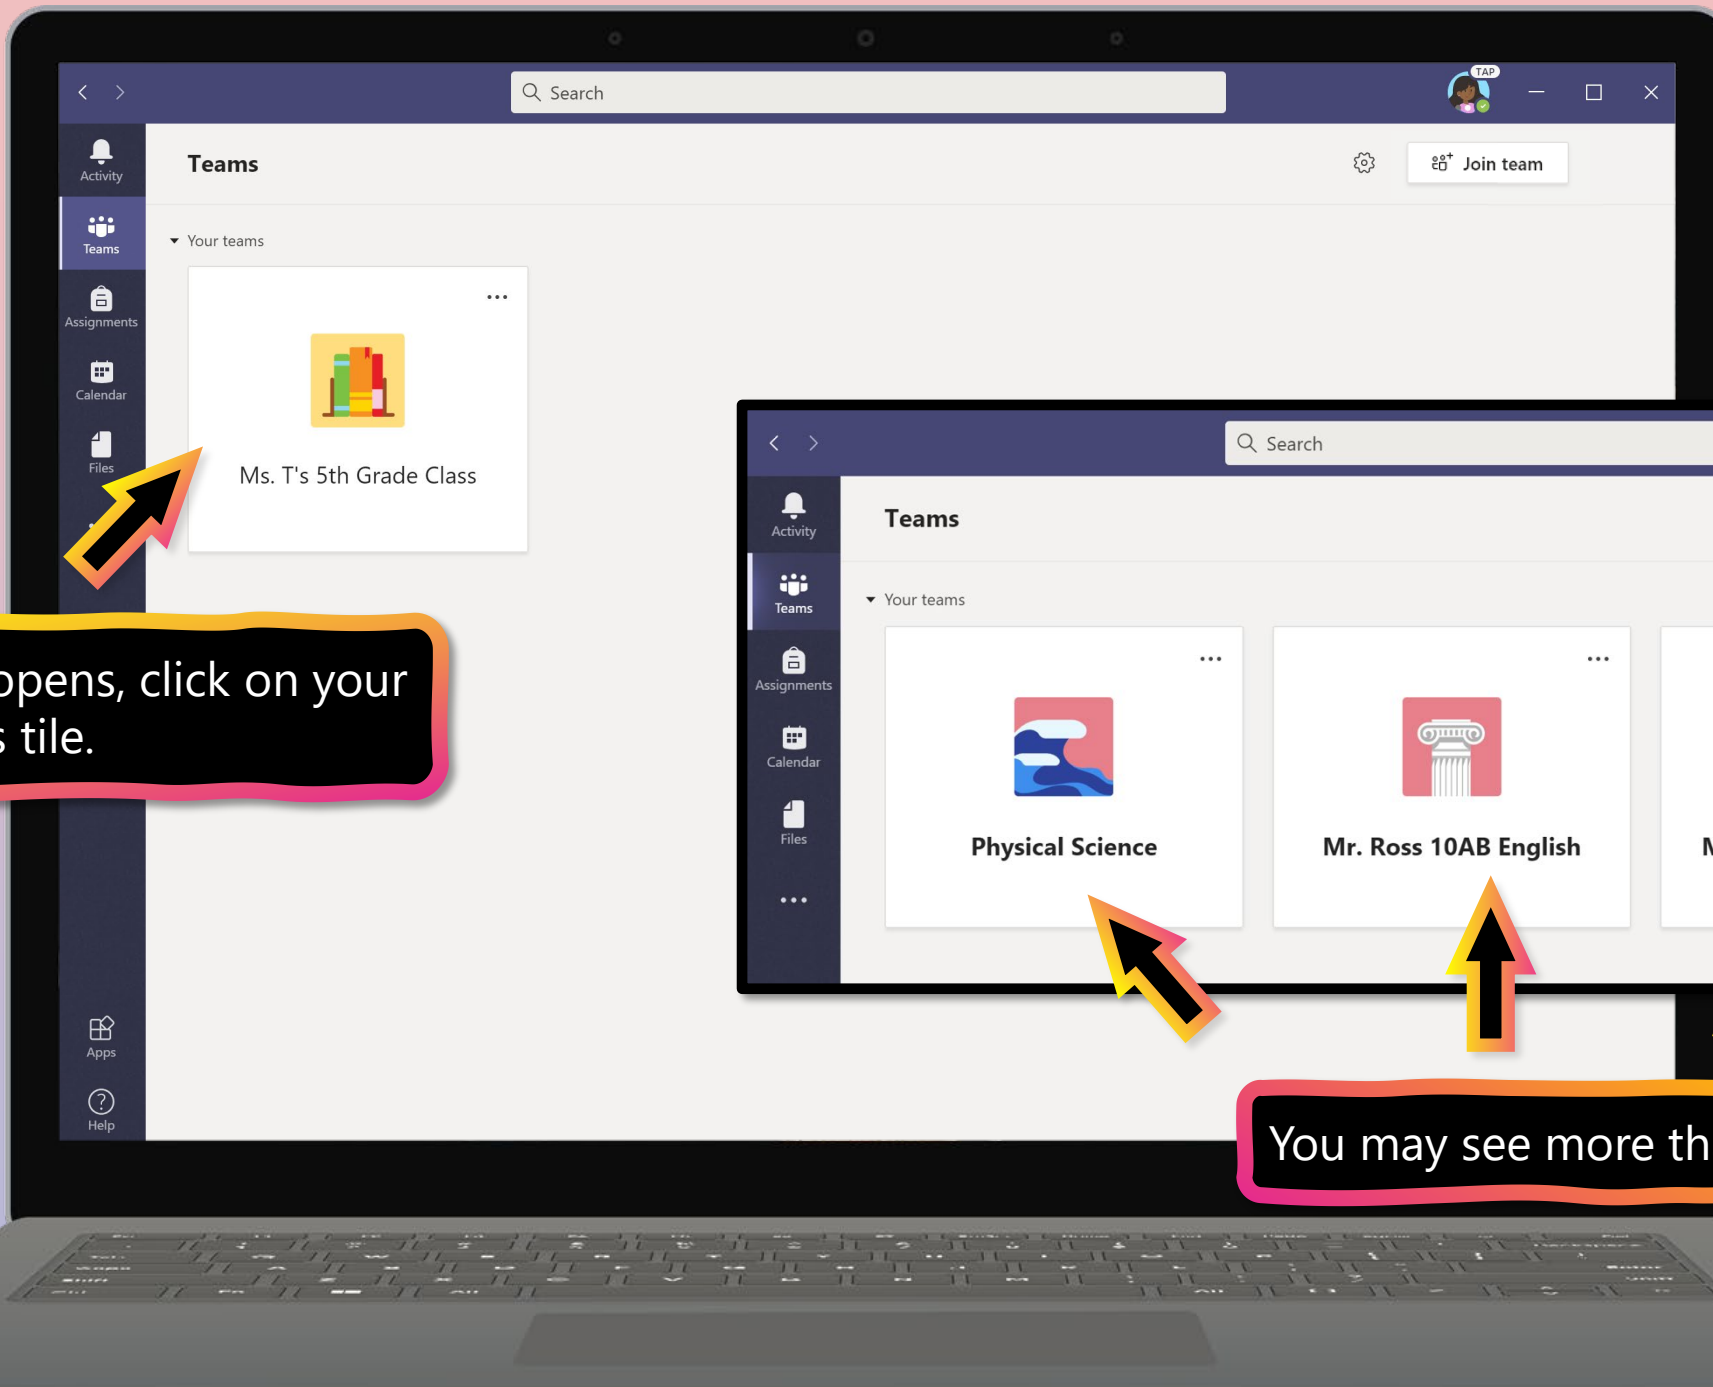 Search
TAP
Activity
Teams
Join team
Teams
Your teams
Assignments
Calendar
Files
Ms. T's 5th Grade Class
opens, click on your
tile.
Apps
Help
Search
Activity
Teams
Teams
Your teams
Assignments
Calendar
Files
Physical Science
Mr. Ross 10AB English
You may see more